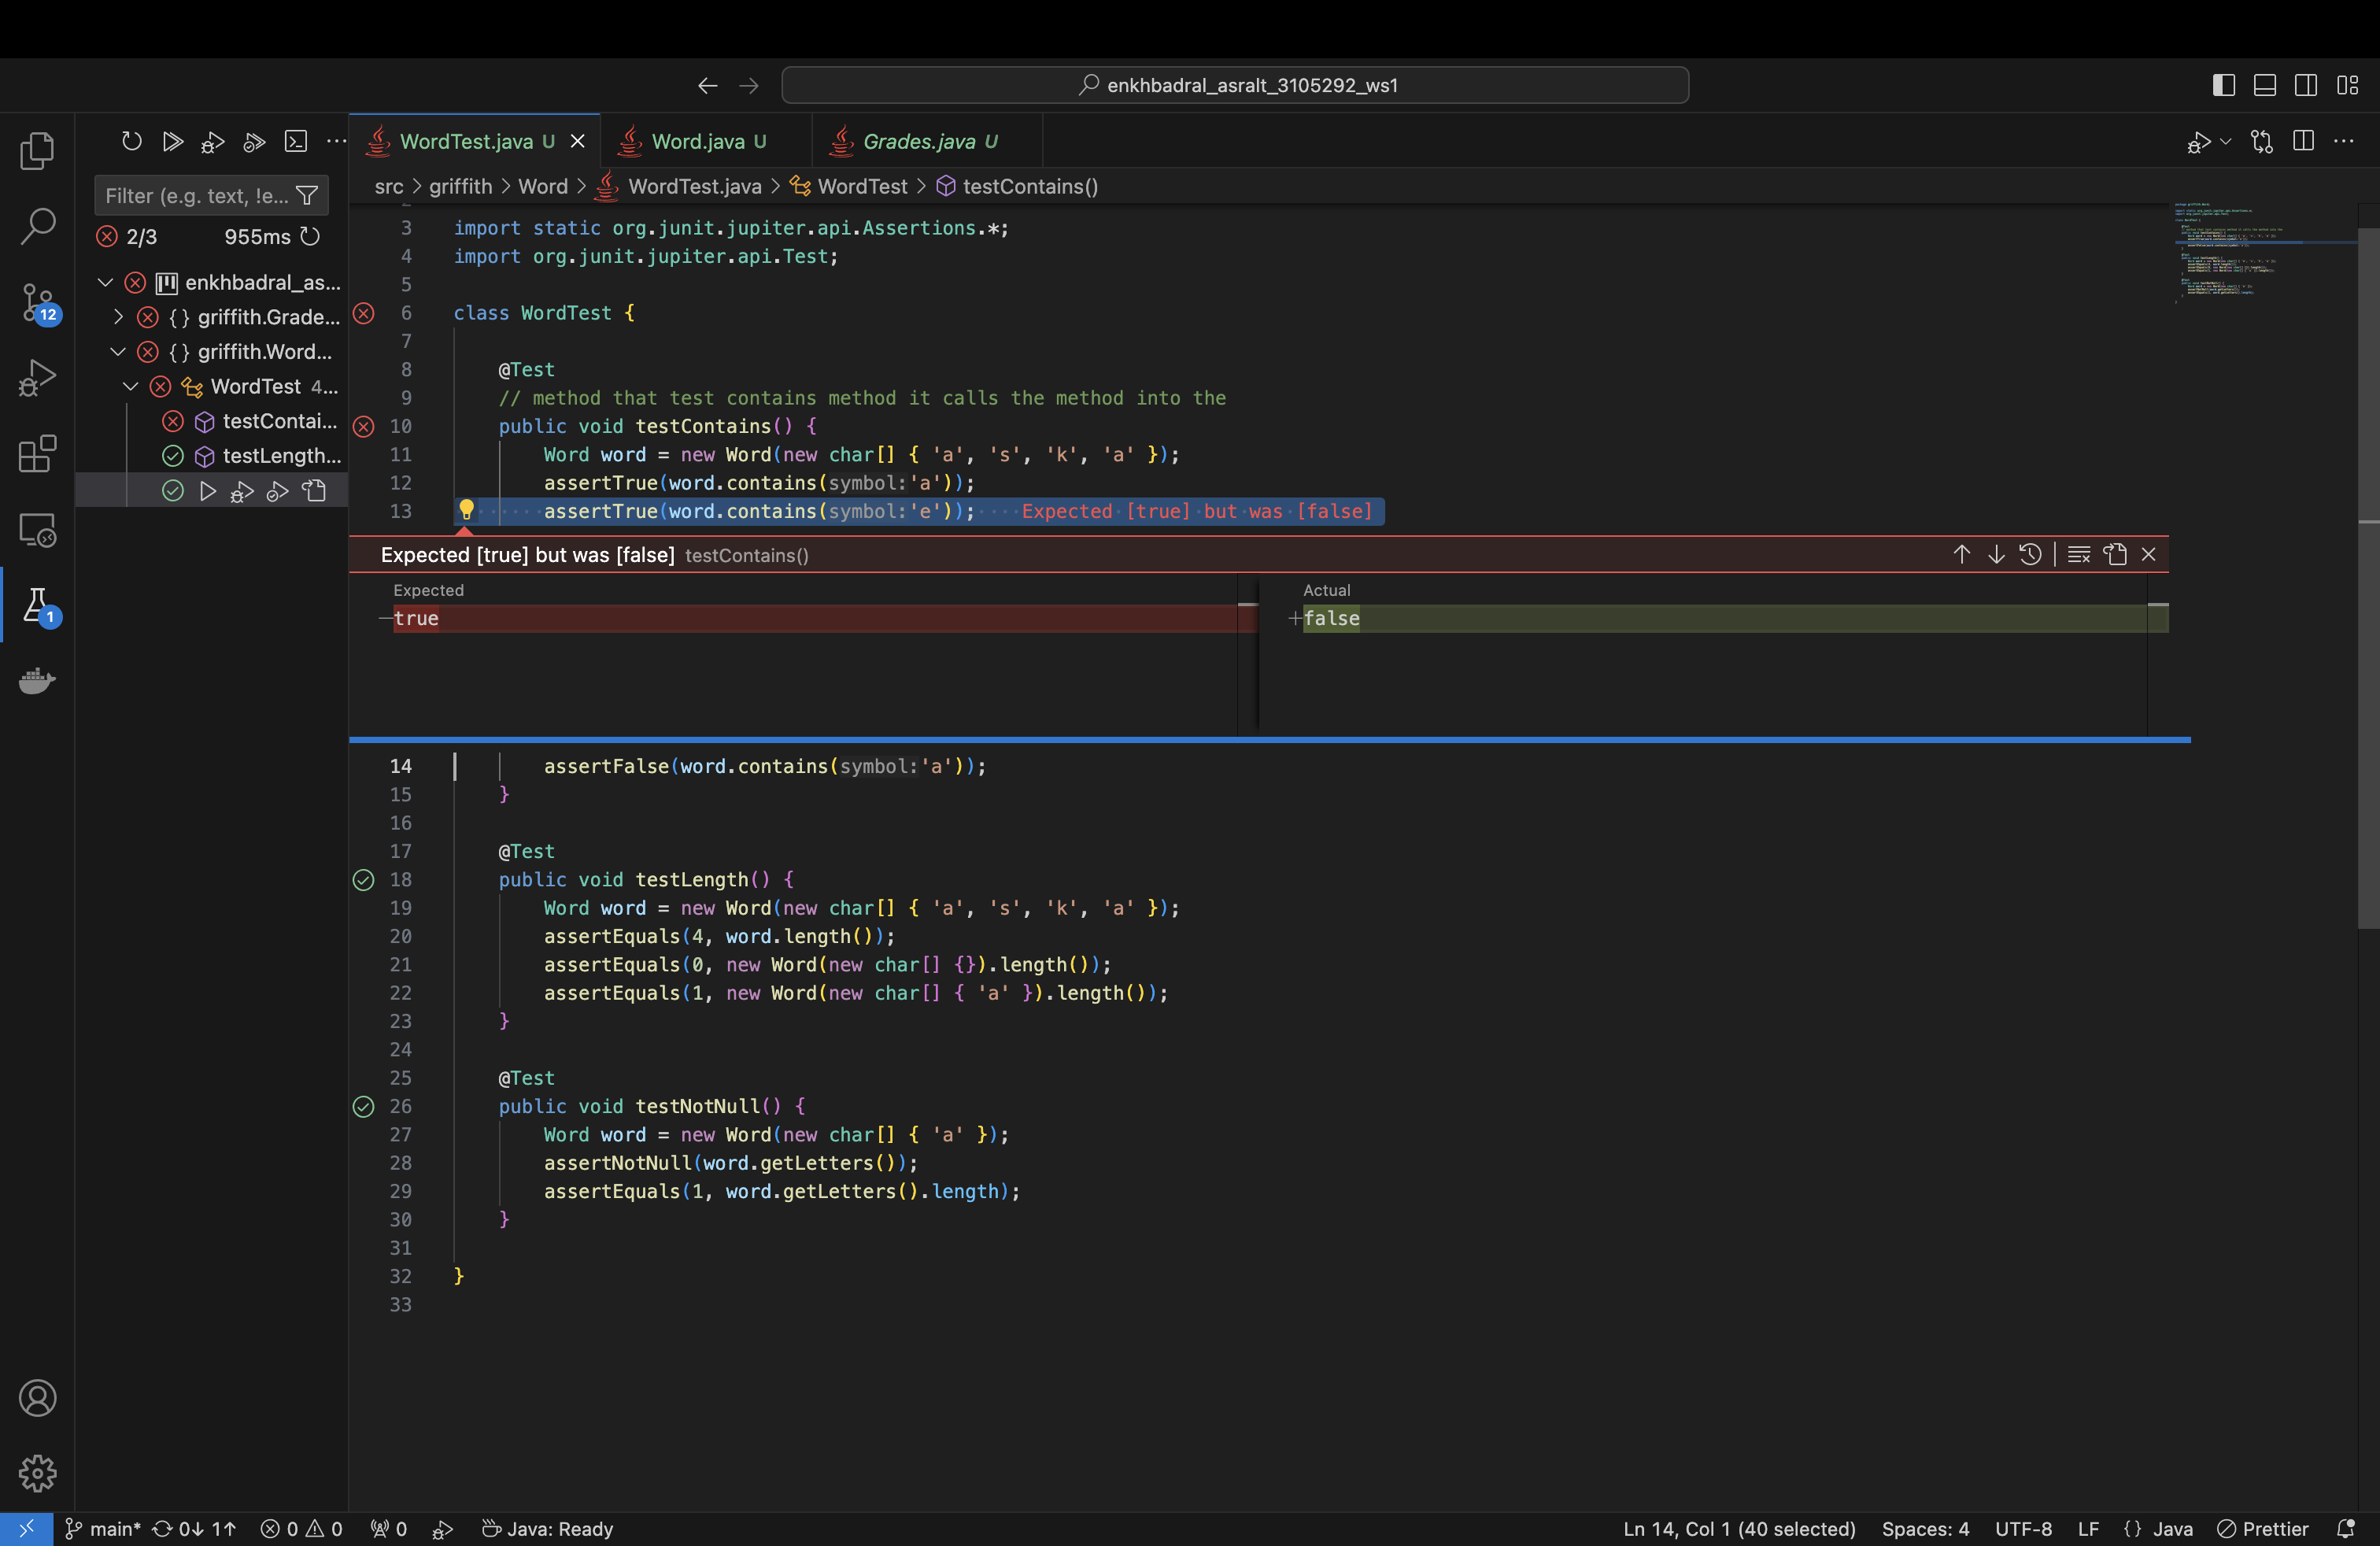 enkhbadral_asralt_3105292_ws1
WordTest.java U
Word.java U
Grades.java U
Filter (e.g. text, !e...
src > griffith > Word > WordTest.java > WordTest > testContains()
2/3
955ms
enkhbadral_as...
{} griffith.Grade...
{} griffith.Word...
WordTest 4...
testContai...
testLength...
12
1
3 import static org.junit.jupiter.api.Assertions.*;
4 import org.junit.jupiter.api.Test;
5
6 class WordTest {
7
8 @Test
9 // method that test contains method it calls the method into the
10 public void testContains() {
11 Word word = new Word(new char[] { 'a', 's', 'k', 'a' });
12 assertTrue(word.contains(symbol:'a'));
13 assertTrue(word.contains(symbol:'e')); Expected [true] but was [false]
Expected [true] but was [false] testContains()
Expected
Actual
−true
+false
14 assertFalse(word.contains(symbol:'a'));
15 }
16
17 @Test
18 public void testLength() {
19 Word word = new Word(new char[] { 'a', 's', 'k', 'a' });
20 assertEquals(4, word.length());
21 assertEquals(0, new Word(new char[] {}).length());
22 assertEquals(1, new Word(new char[] { 'a' }).length());
23 }
24
25 @Test
26 public void testNotNull() {
27 Word word = new Word(new char[] { 'a' });
28 assertNotNull(word.getLetters());
29 assertEquals(1, word.getLetters().length);
30 }
31
32 }
33
main* 0↓ 1↑ 0 0 0 Java: Ready
Ln 14, Col 1 (40 selected) Spaces: 4 UTF-8 LF {} Java Prettier